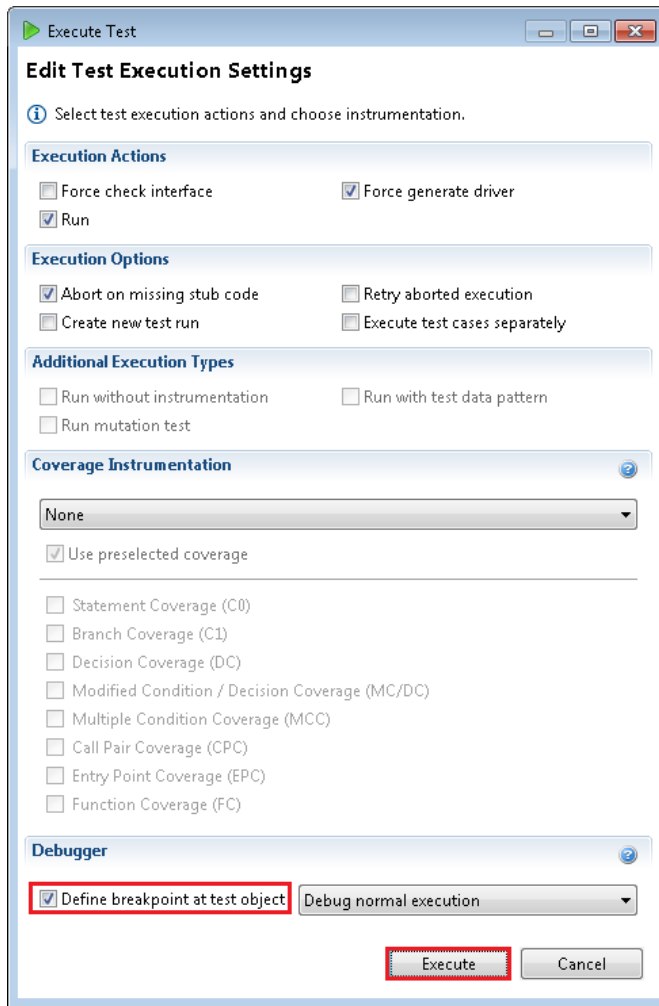 Execute Test
Edit Test Execution Settings
Select test execution actions and choose instrumentation.
Execution Actions
Force check interface
Force generate driver
Run
Execution Options
Abort on missing stub code
Retry aborted execution
Create new test run
Execute test cases separately
Additional Execution Types
Run without instrumentation
Run with test data pattern
Run mutation test
Coverage Instrumentation
None
Use preselected coverage
Statement Coverage (C0)
Branch Coverage (C1)
Decision Coverage (DC)
Modified Condition / Decision Coverage (MC/DC)
Multiple Condition Coverage (MCC)
Call Pair Coverage (CPC)
Entry Point Coverage (EPC)
Function Coverage (FC)
Debugger
Define breakpoint at test object
Debug normal execution
Execute
Cancel